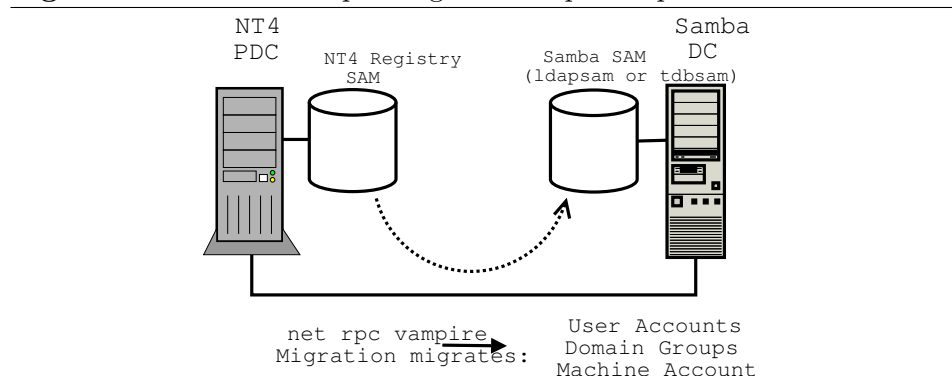 NT4
PDC
NT4 Registry
SAM
Samba SAM
(ldapsam or tdbsam)
Samba
DC
net rpc vampire
Migration migrates:
User Accounts
Domain Groups
Machine Account